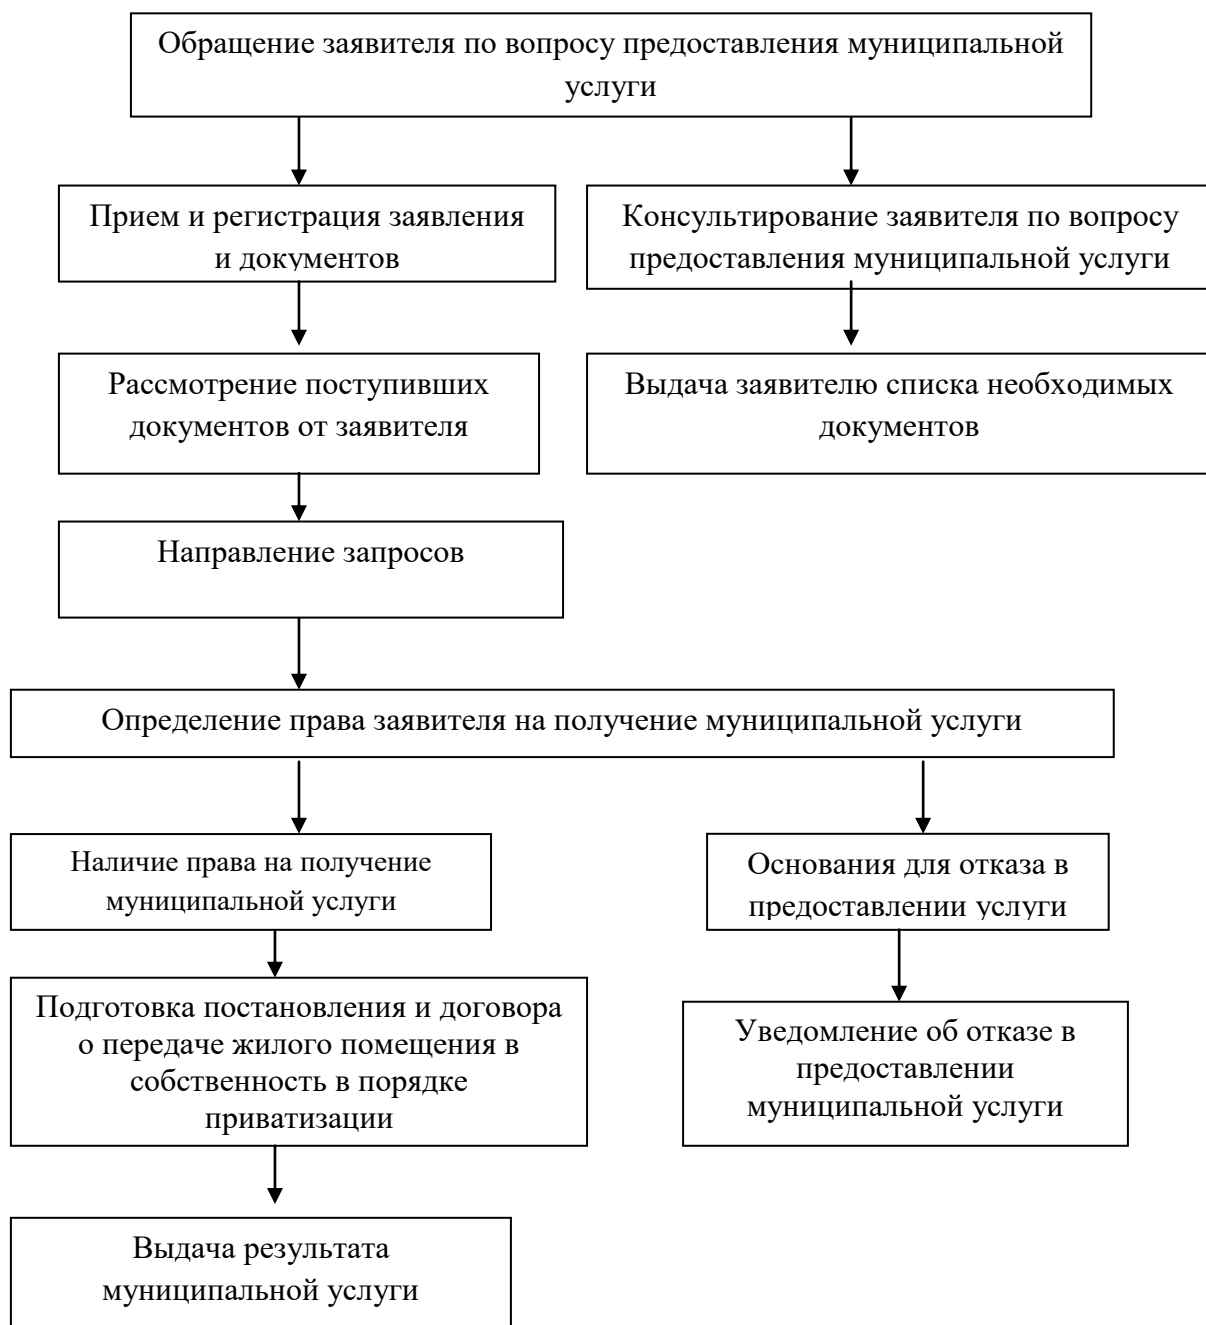 Обращение заявителя по вопросу предоставления муниципальной
услуги
Прием и регистрация заявления
и документов
Консультирование заявителя по вопросу
предоставления муниципальной услуги
Рассмотрение поступивших
документов от заявителя
Выдача заявителю списка необходимых
документов
Направление запросов
Определение права заявителя на получение муниципальной услуги
Наличие права на получение
муниципальной услуги
Основания для отказа в
предоставлении услуги
Подготовка постановления и договора
о передаче жилого помещения в
собственность в порядке
приватизации
Уведомление об отказе в
предоставлении
муниципальной услуги
Выдача результата
муниципальной услуги